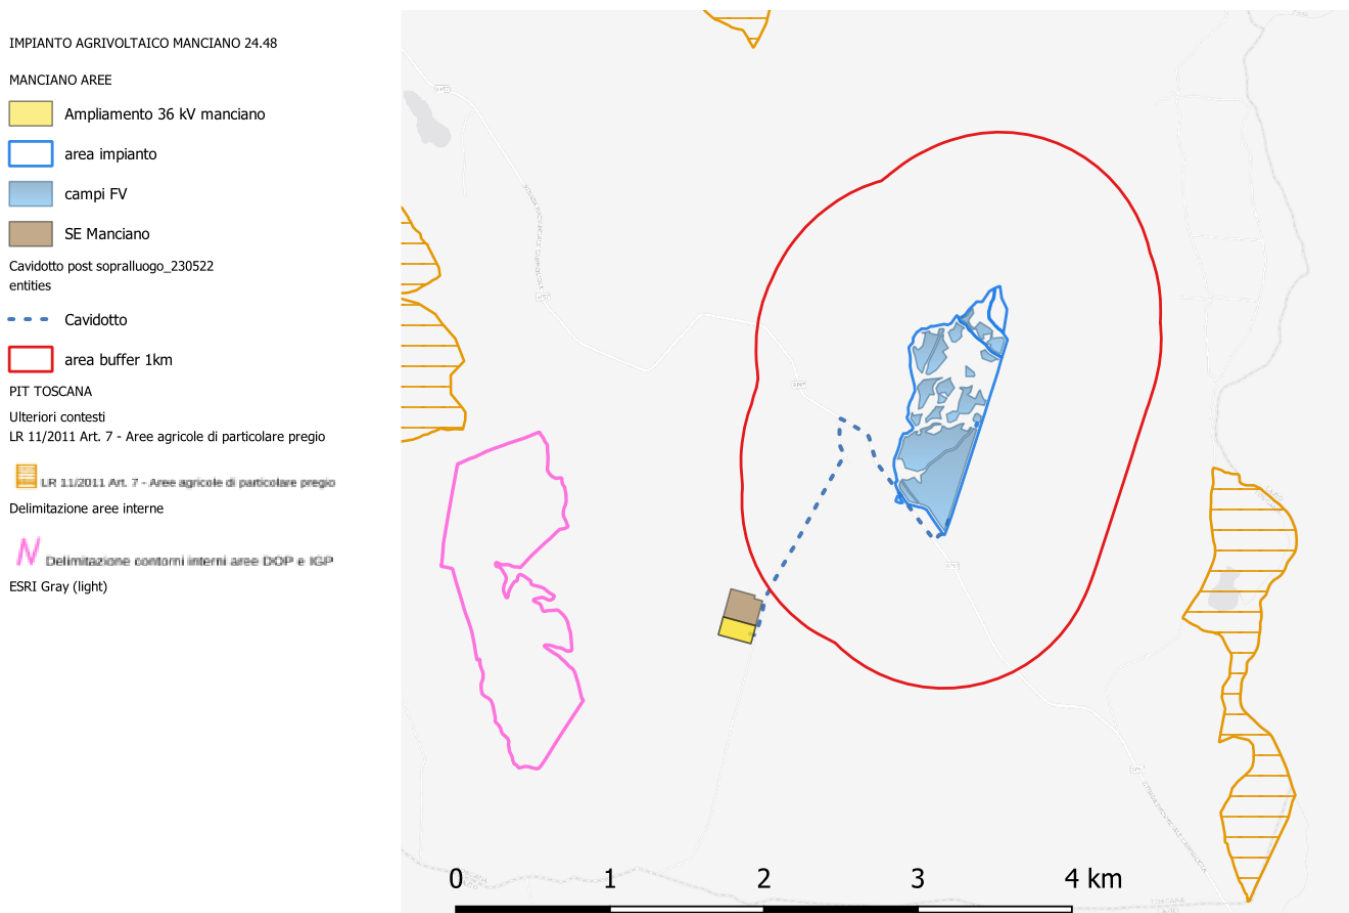 IMPIANTO AGRIVOLTAICO MANCIANO 24.48
MANCIANO AREE
Ampliamento 36 kV manciano
area impianto
campi FV
SE Manciano
Cavidotto post sopralluogo_230522
entities
Cavidotto
area buffer 1km
PIT TOSCANA
Ulteriori contesti
LR 11/2011 Art. 7 - Aree agricole di particolare pregio
LR 11/2011 Art. 7 - Aree agricole di particolare pregio
Delimitazione aree interne
Delimitazione contorni interni aree DOP e IGP
ESRI Gray (light)
0 1 2 3 4 km
TOSCANA